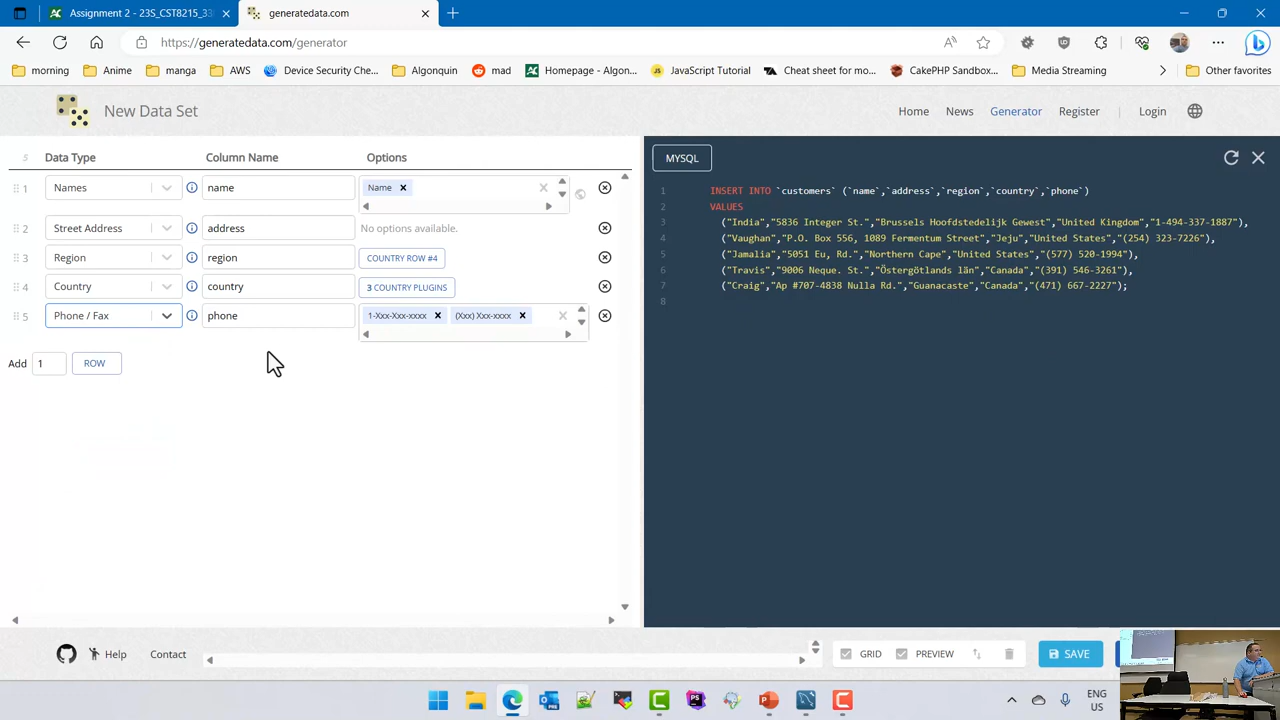 Assignment 2 - 23S_CST8215_33
generatedata.com
https://generatedata.com/generator
morning
Anime
manga
AWS
Device Security Che...
Algonquin
mad
Homepage - Algon...
JavaScript Tutorial
Cheat sheet for mo...
CakePHP Sandbox...
Media Streaming
Other favorites
New Data Set
Home
News
Generator
Register
Login
5 Data Type Column Name Options
1 Names name Name
2 Street Address address No options available.
3 Region region COUNTRY ROW #4
4 Country country 3 COUNTRY PLUGINS
5 Phone / Fax phone 1-Xxx-Xxx-xxxx (Xxx) Xxx-xxxx
Add 1 ROW
MYSQL
1 INSERT INTO `customers` (`name`,`address`,`region`,`country`,`phone`)
2 VALUES
3 ("India","5836 Integer St.","Brussels Hoofdstedelijk Gewest","United Kingdom","1-494-337-1887"),
4 ("Vaughan","P.O. Box 556, 1089 Fermentum Street","Jeju","United States","(254) 323-7226"),
5 ("Jamalia","5051 Eu, Rd.","Northern Cape","United States","(577) 520-1994"),
6 ("Travis","9006 Neque. St.","Östergötlands län","Canada","(391) 546-3261"),
7 ("Craig","Ap #707-4838 Nulla Rd.","Guanacaste","Canada","(471) 667-2227");
8
Help
Contact
GRID
PREVIEW
SAVE
ENG
US